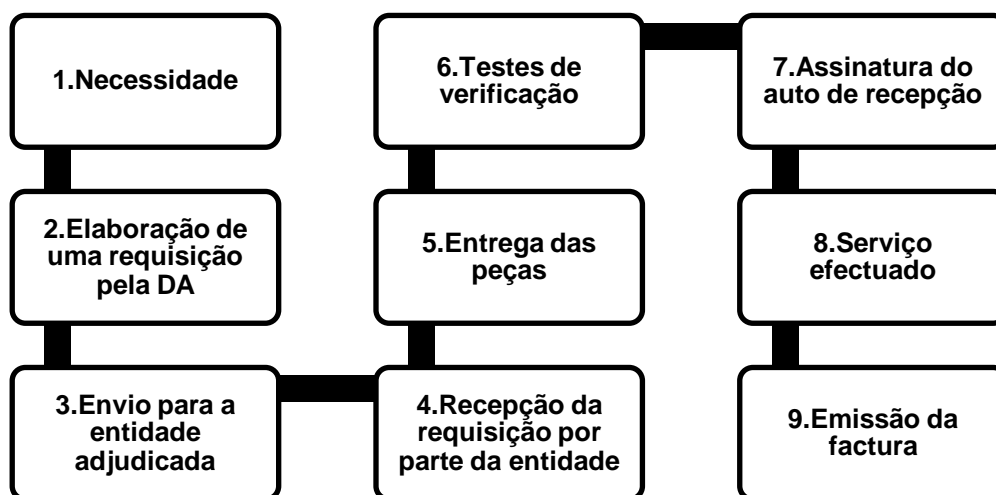 1.Necessidade
2.Elaboração de
uma requisição
pela DA
3.Envio para a
entidade
adjudicada
4.Recepção da
requisição por
parte da entidade
5.Entrega das
peças
6.Testes de
verificação
7.Assinatura do
auto de recepção
8.Serviço
efectuado
9.Emissão da
factura